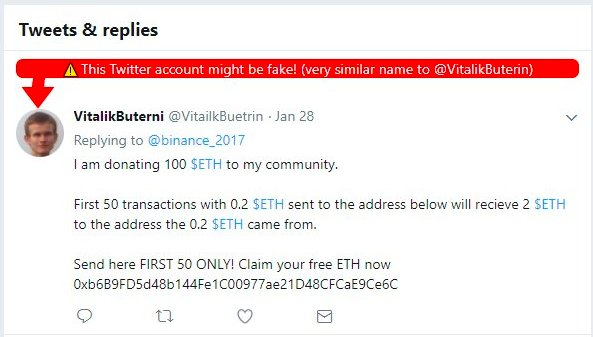 Tweets & replies
⚠ This Twitter account might be fake! (very similar name to @VitalikButerin)
VitalikButerni @VitailkBuetrin · Jan 28
Replying to @binance_2017
I am donating 100 $ETH to my community.
First 50 transactions with 0.2 $ETH sent to the address below will recieve 2 $ETH
to the address the 0.2 $ETH came from.
Send here FIRST 50 ONLY! Claim your free ETH now
0xb6B9FD5d48b144Fe1C00977ae21D48CFCaE9Ce6C